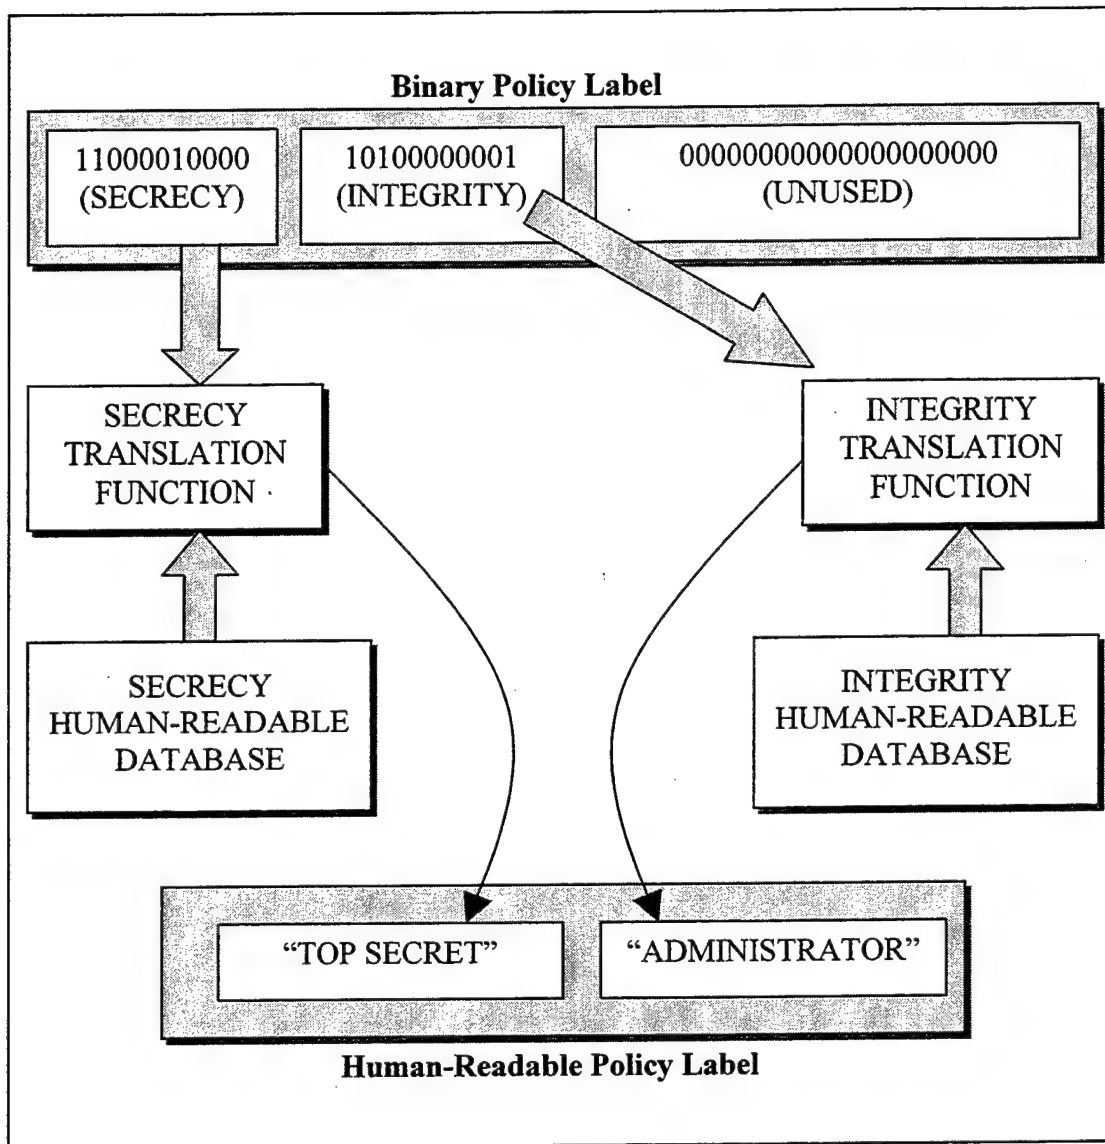 Binary Policy Label
11000010000
(SECRECY)
10100000001
(INTEGRITY)
00000000000000000000
(UNUSED)
SECRECY
TRANSLATION
FUNCTION
INTEGRITY
TRANSLATION
FUNCTION
SECRECY
HUMAN-READABLE
DATABASE
INTEGRITY
HUMAN-READABLE
DATABASE
“TOP SECRET”
“ADMINISTRATOR”
Human-Readable Policy Label